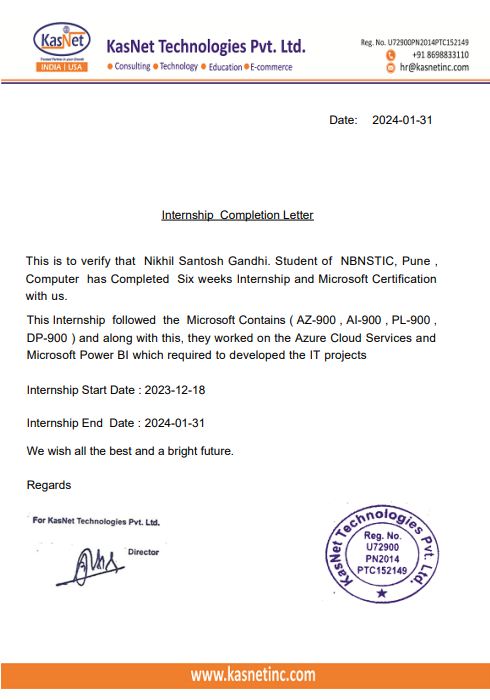 KasNet
Trusted Partner in your Growth
INDIA | USA
KasNet Technologies Pvt. Ltd.
Consulting Technology Education E-commerce
Reg. No. U72900PN2014PTC152149
+91 8698833110
hr@kasnetinc.com
Date: 2024-01-31
Internship Completion Letter
This is to verify that Nikhil Santosh Gandhi. Student of NBNSTIC, Pune ,
Computer has Completed Six weeks Internship and Microsoft Certification
with us.
This Internship followed the Microsoft Contains ( AZ-900 , AI-900 , PL-900 ,
DP-900 ) and along with this, they worked on the Azure Cloud Services and
Microsoft Power BI which required to developed the IT projects
Internship Start Date : 2023-12-18
Internship End Date : 2024-01-31
We wish all the best and a bright future.
Regards
For KasNet Technologies Pvt. Ltd.
Director
KasNet Technologies Pvt. Ltd.
Reg. No.
U72900
PN2014
PTC152149
www.kasnetinc.com